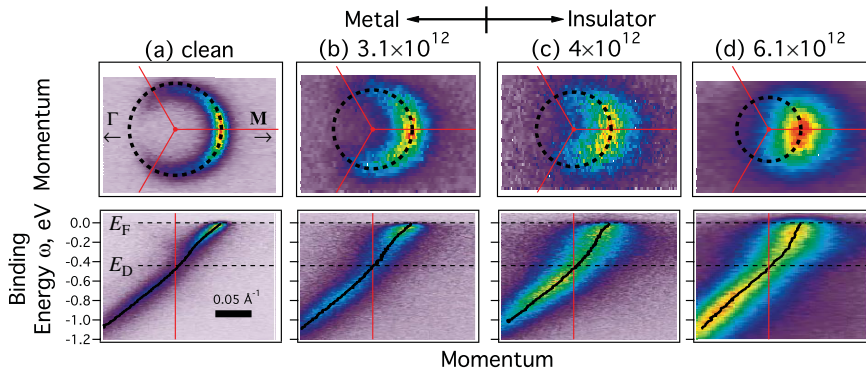 Metal Insulator
(a) clean (b) 3.1×10¹² (c) 4×10¹² (d) 6.1×10¹²
Momentum
Γ M
Binding
Energy ω, eV
0.0
-0.2
-0.4
-0.6
-0.8
-1.0
-1.2
E_F
E_D
0.05 Å⁻¹
Momentum